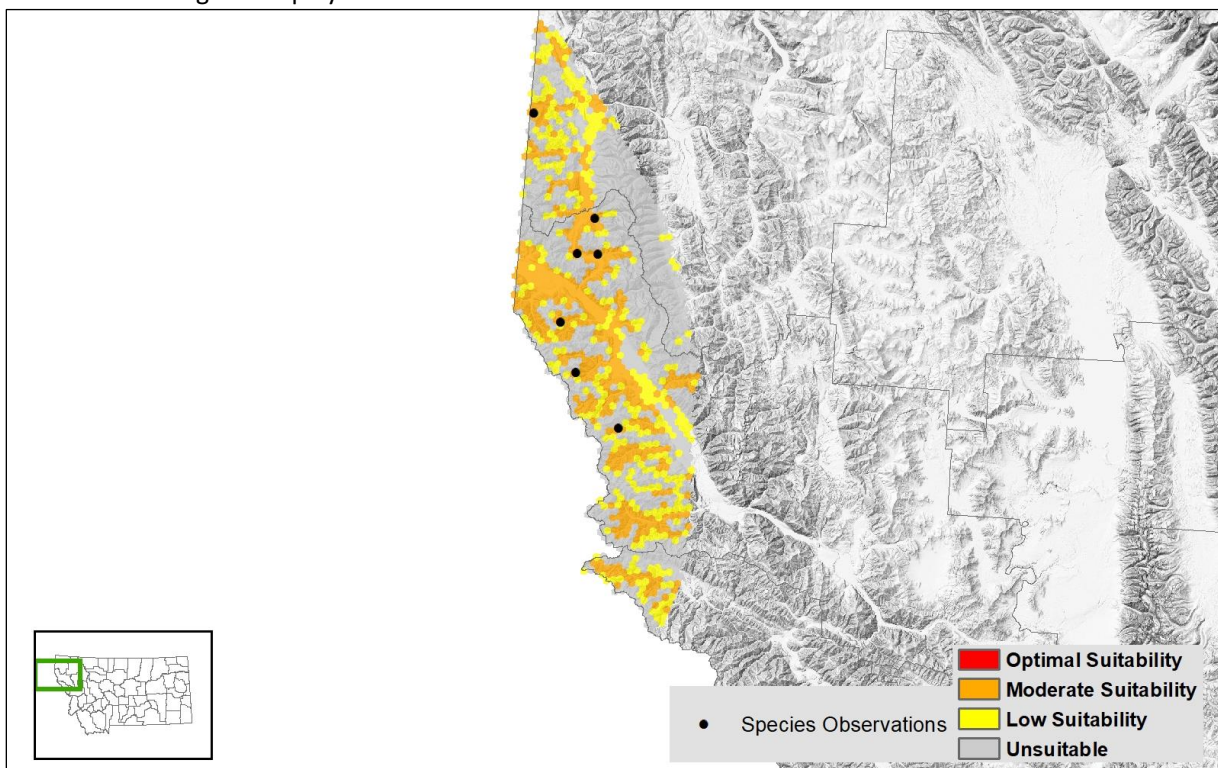 Optimal Suitability
Moderate Suitability
Species Observations
Low Suitability
Unsuitable